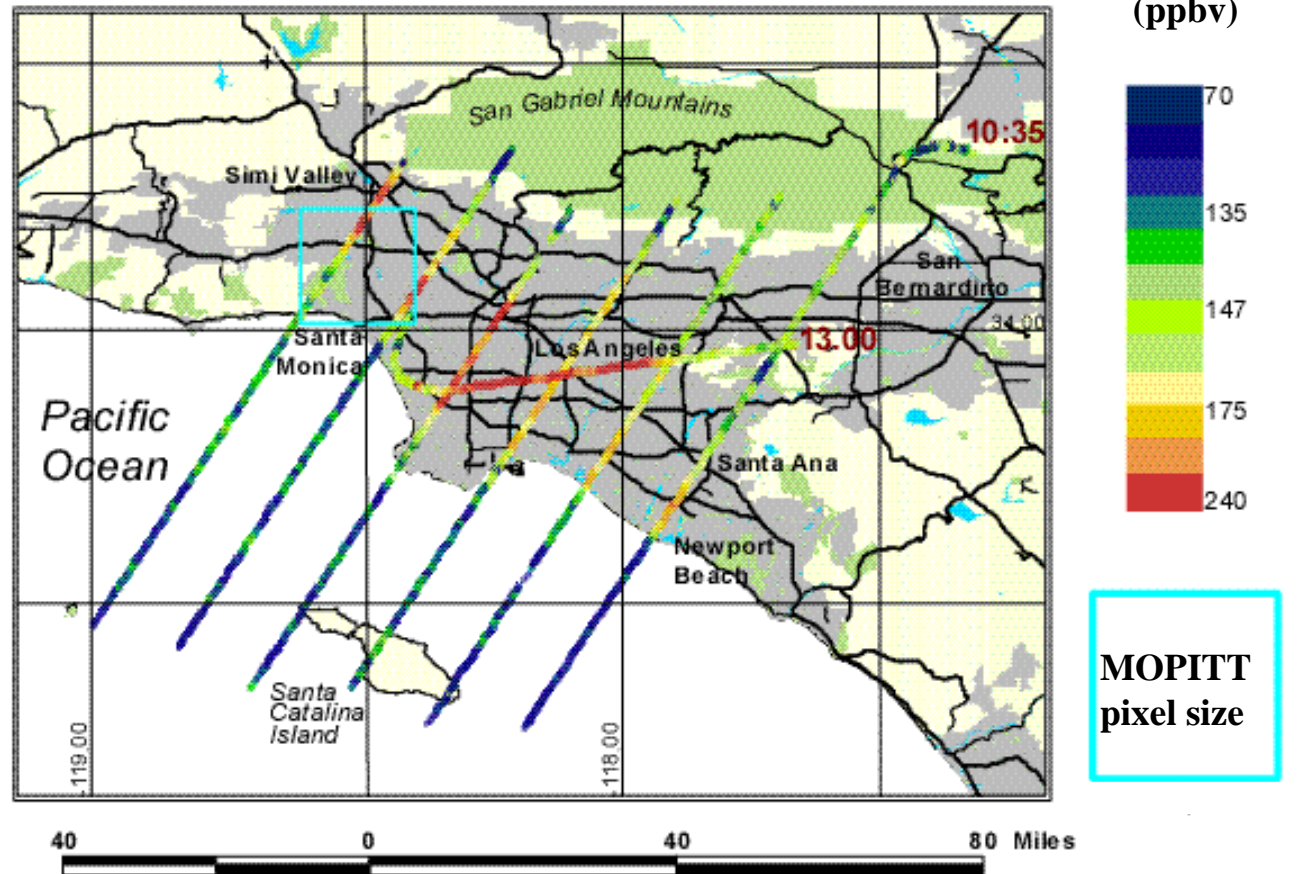 (ppbv)
San Gabriel Mountains
10:35
70
Simi Valley
135
San
Bernardino
147
34.00
Santa
Monica
Los Angeles
13.00
Pacific
Ocean
175
Santa Ana
240
Newport
Beach
MOPITT
pixel size
Santa
Catalina
Island
119.00
118.00
40 0 40 80 Miles